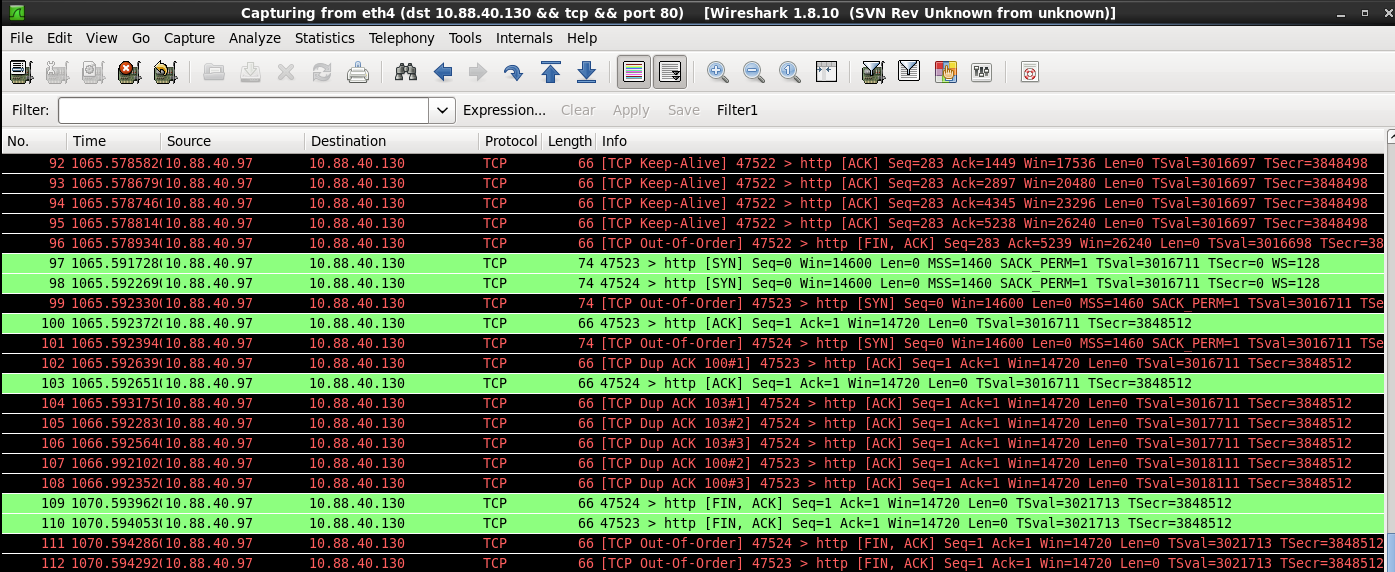 Capturing from eth4 (dst 10.88.40.130 && tcp && port 80) [Wireshark 1.8.10 (SVN Rev Unknown from unknown)]
File Edit View Go Capture Analyze Statistics Telephony Tools Internals Help
Filter: Expression... Clear Apply Save Filter1
No. Time Source Destination Protocol Length Info
92 1065.578582 10.88.40.97 10.88.40.130 TCP 66 [TCP Keep-Alive] 47522 > http [ACK] Seq=283 Ack=1449 Win=17536 Len=0 TSval=3016697 TSecr=3848498
93 1065.578679 10.88.40.97 10.88.40.130 TCP 66 [TCP Keep-Alive] 47522 > http [ACK] Seq=283 Ack=2897 Win=20480 Len=0 TSval=3016697 TSecr=3848498
94 1065.578746 10.88.40.97 10.88.40.130 TCP 66 [TCP Keep-Alive] 47522 > http [ACK] Seq=283 Ack=4345 Win=23296 Len=0 TSval=3016697 TSecr=3848498
95 1065.578814 10.88.40.97 10.88.40.130 TCP 66 [TCP Keep-Alive] 47522 > http [ACK] Seq=283 Ack=5238 Win=26240 Len=0 TSval=3016697 TSecr=3848498
96 1065.578934 10.88.40.97 10.88.40.130 TCP 66 [TCP Out-Of-Order] 47522 > http [FIN, ACK] Seq=283 Ack=5239 Win=26240 Len=0 TSval=3016698 TSecr=38
97 1065.591728 10.88.40.97 10.88.40.130 TCP 74 47523 > http [SYN] Seq=0 Win=14600 Len=0 MSS=1460 SACK_PERM=1 TSval=3016711 TSecr=0 WS=128
98 1065.592269 10.88.40.97 10.88.40.130 TCP 74 47524 > http [SYN] Seq=0 Win=14600 Len=0 MSS=1460 SACK_PERM=1 TSval=3016711 TSecr=0 WS=128
99 1065.592330 10.88.40.97 10.88.40.130 TCP 74 [TCP Out-Of-Order] 47523 > http [SYN] Seq=0 Win=14600 Len=0 MSS=1460 SACK_PERM=1 TSval=3016711 TSe
100 1065.592372 10.88.40.97 10.88.40.130 TCP 66 47523 > http [ACK] Seq=1 Ack=1 Win=14720 Len=0 TSval=3016711 TSecr=3848512
101 1065.592394 10.88.40.97 10.88.40.130 TCP 74 [TCP Out-Of-Order] 47524 > http [SYN] Seq=0 Win=14600 Len=0 MSS=1460 SACK_PERM=1 TSval=3016711 TSe
102 1065.592639 10.88.40.97 10.88.40.130 TCP 66 [TCP Dup ACK 100#1] 47523 > http [ACK] Seq=1 Ack=1 Win=14720 Len=0 TSval=3016711 TSecr=3848512
103 1065.592651 10.88.40.97 10.88.40.130 TCP 66 47524 > http [ACK] Seq=1 Ack=1 Win=14720 Len=0 TSval=3016711 TSecr=3848512
104 1065.593175 10.88.40.97 10.88.40.130 TCP 66 [TCP Dup ACK 103#1] 47524 > http [ACK] Seq=1 Ack=1 Win=14720 Len=0 TSval=3016711 TSecr=3848512
105 1066.592283 10.88.40.97 10.88.40.130 TCP 66 [TCP Dup ACK 103#2] 47524 > http [ACK] Seq=1 Ack=1 Win=14720 Len=0 TSval=3017711 TSecr=3848512
106 1066.592564 10.88.40.97 10.88.40.130 TCP 66 [TCP Dup ACK 103#3] 47524 > http [ACK] Seq=1 Ack=1 Win=14720 Len=0 TSval=3017711 TSecr=3848512
107 1066.992102 10.88.40.97 10.88.40.130 TCP 66 [TCP Dup ACK 100#2] 47523 > http [ACK] Seq=1 Ack=1 Win=14720 Len=0 TSval=3018111 TSecr=3848512
108 1066.992352 10.88.40.97 10.88.40.130 TCP 66 [TCP Dup ACK 100#3] 47523 > http [ACK] Seq=1 Ack=1 Win=14720 Len=0 TSval=3018111 TSecr=3848512
109 1070.593962 10.88.40.97 10.88.40.130 TCP 66 47524 > http [FIN, ACK] Seq=1 Ack=1 Win=14720 Len=0 TSval=3021713 TSecr=3848512
110 1070.594053 10.88.40.97 10.88.40.130 TCP 66 47523 > http [FIN, ACK] Seq=1 Ack=1 Win=14720 Len=0 TSval=3021713 TSecr=3848512
111 1070.594286 10.88.40.97 10.88.40.130 TCP 66 [TCP Out-Of-Order] 47524 > http [FIN, ACK] Seq=1 Ack=1 Win=14720 Len=0 TSval=3021713 TSecr=3848512
112 1070.594292 10.88.40.97 10.88.40.130 TCP 66 [TCP Out-Of-Order] 47523 > http [FIN, ACK] Seq=1 Ack=1 Win=14720 Len=0 TSval=3021713 TSecr=3848512